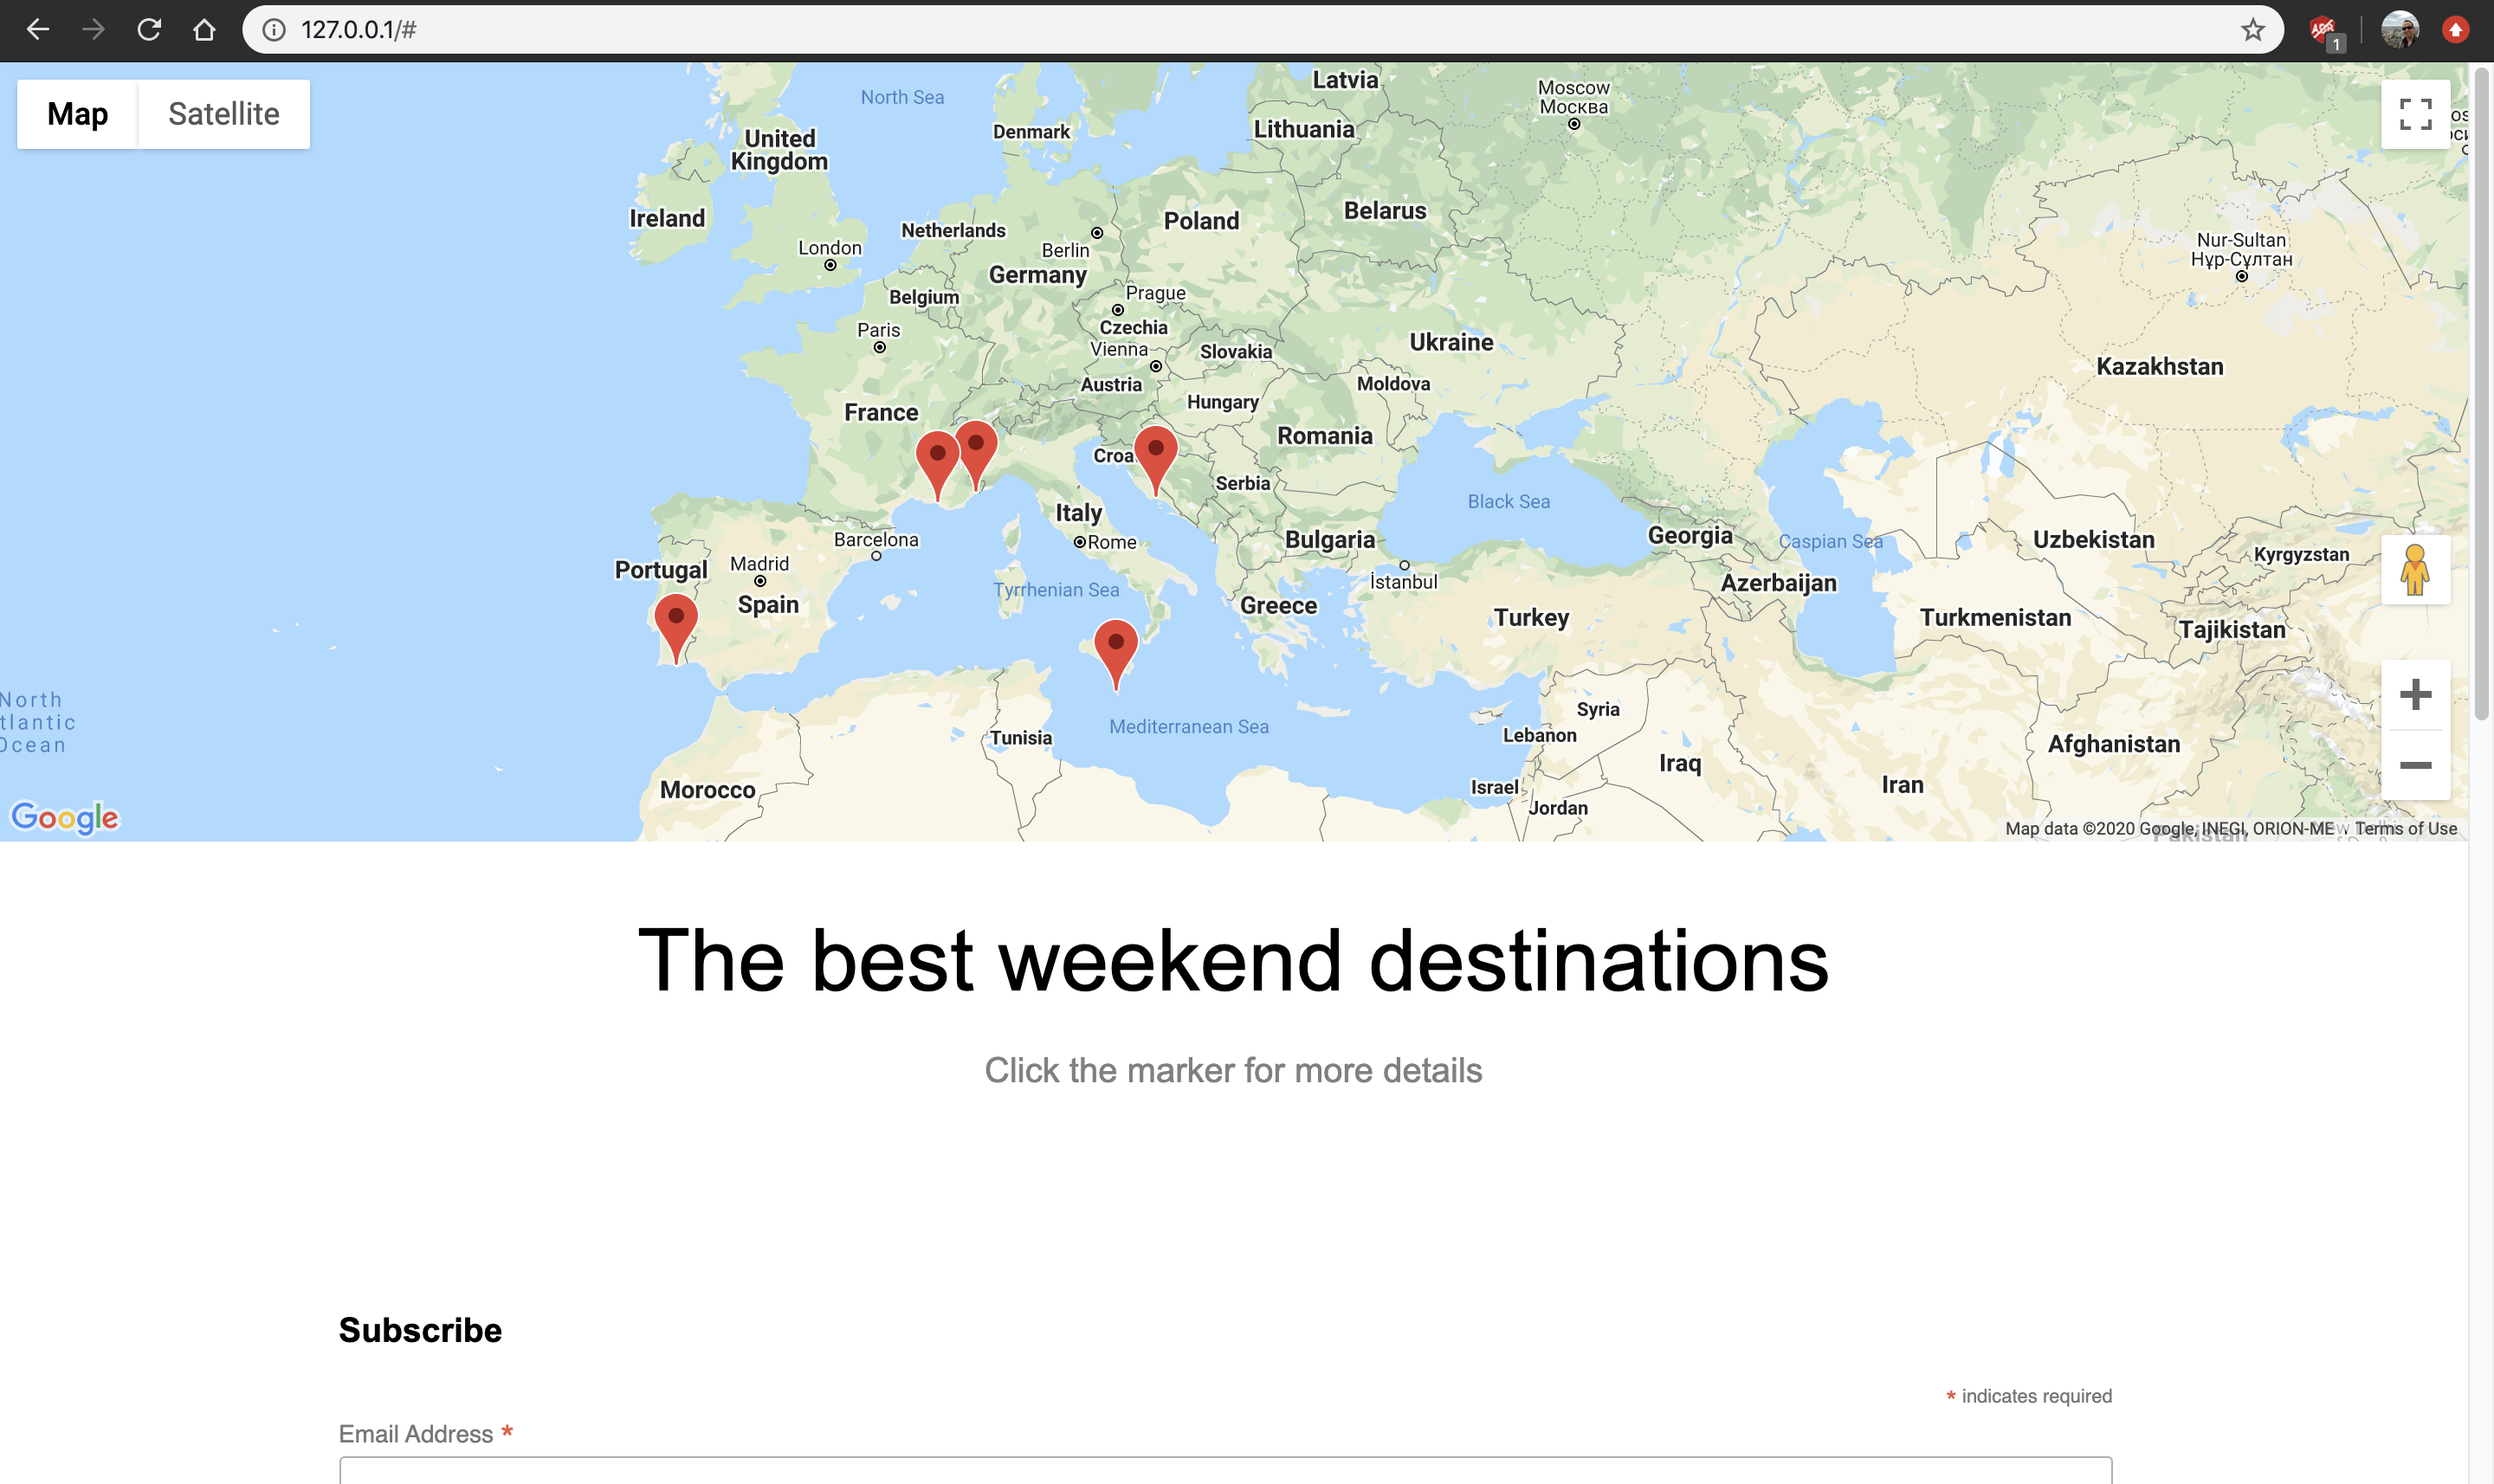 127.0.0.1/#
1
Map
Satellite
North Sea
Latvia
Moscow
Москва
Denmark
Lithuania
United
Kingdom
Ireland
Netherlands
Poland
Belarus
London
Berlin
Germany
Nur-Sultan
Нұр-Сұлтан
Belgium
Prague
Paris
Czechia
Vienna
Slovakia
Ukraine
Kazakhstan
Austria
Moldova
Hungary
France
Romania
Croa
Serbia
Black Sea
Italy
Barcelona
Rome
Bulgaria
Georgia
Caspian Sea
Uzbekistan
Kyrgyzstan
Portugal
Madrid
Spain
Tyrrhenian Sea
Greece
İstanbul
Azerbaijan
Turkey
Turkmenistan
Tajikistan
North
tlantic
Ocean
Mediterranean Sea
Tunisia
Syria
Lebanon
Iraq
Afghanistan
Morocco
Israel
Jordan
Iran
Google
Map data ©2020 Google, INEGI, ORION-ME
Terms of Use
Pakistan
The best weekend destinations
Click the marker for more details
Subscribe
* indicates required
Email Address *